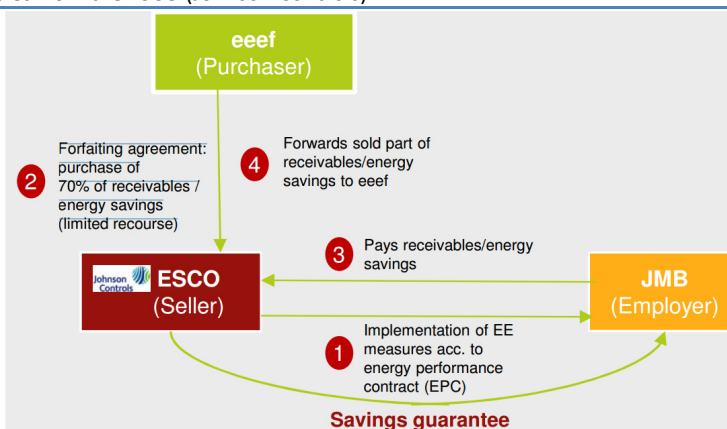 eeef
(Purchaser)
2
Forfaiting agreement:
purchase of
70% of receivables /
energy savings
(limited recourse)
4
Forwards sold part of
receivables/energy
savings to eeef
Johnson
Controls
ESCO
(Seller)
3
Pays receivables/energy
savings
JMB
(Employer)
1
Implementation of EE
measures acc. to
energy performance
contract (EPC)
Savings guarantee